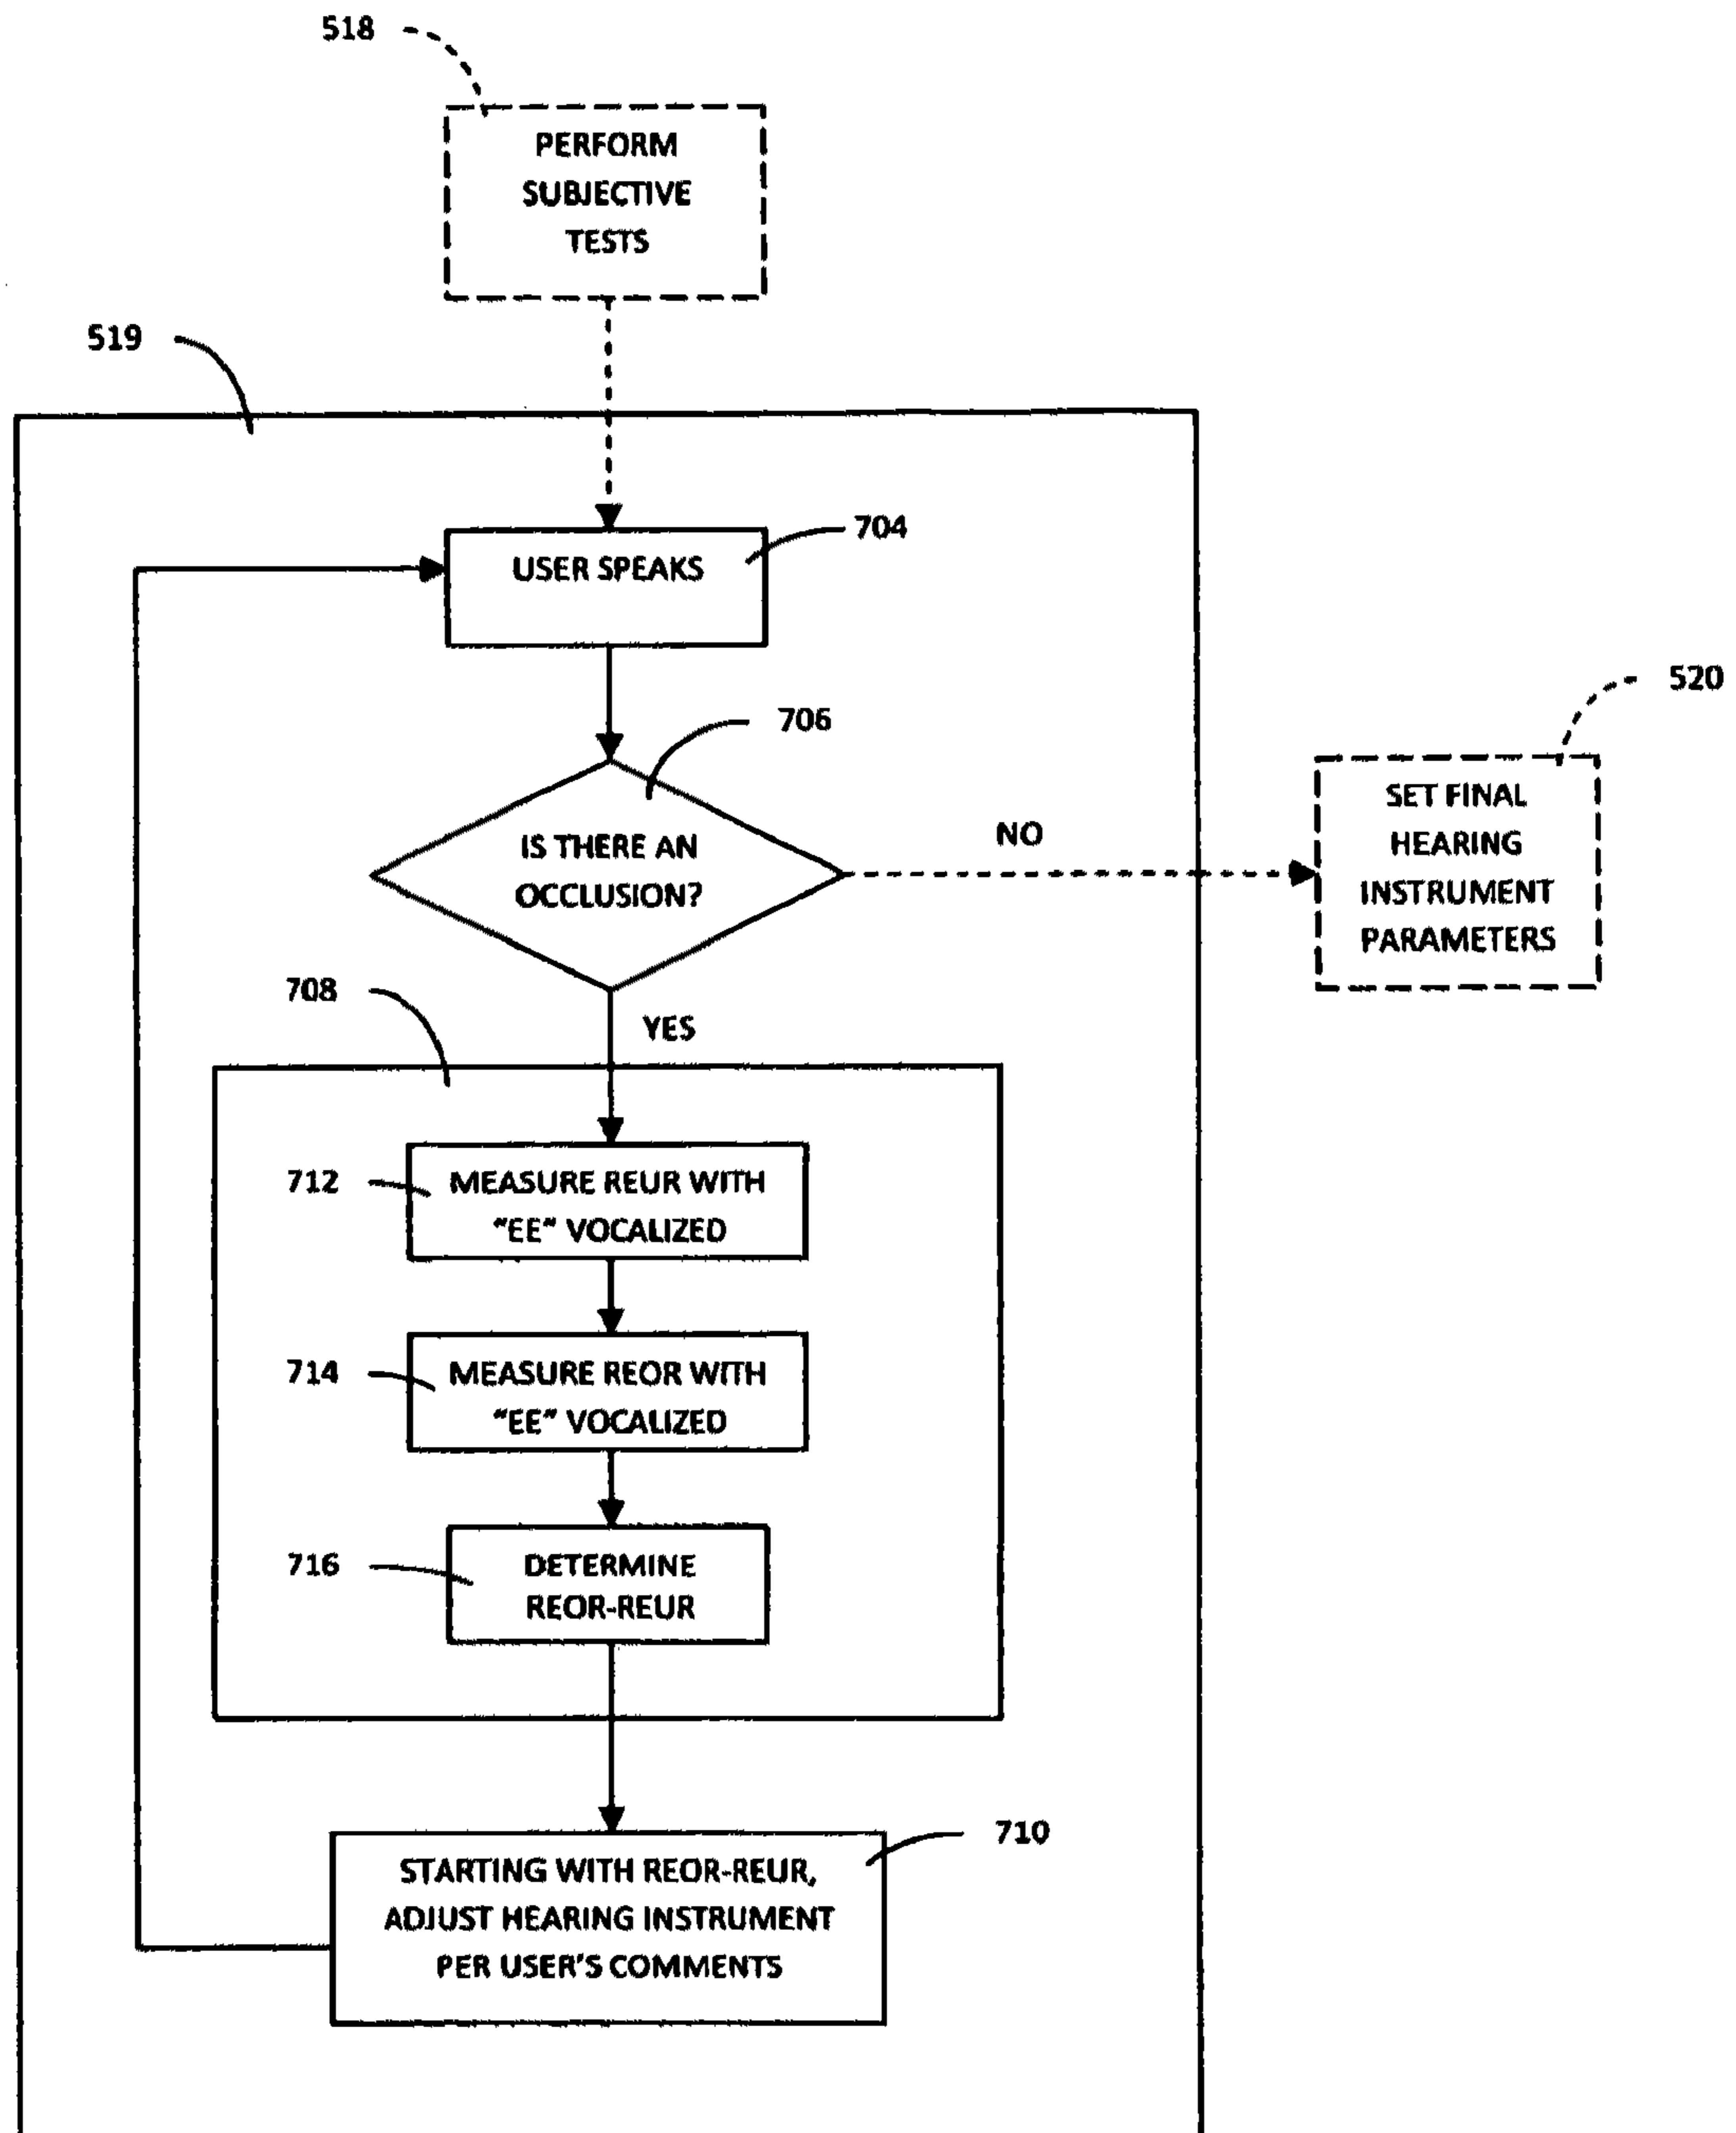 518
PERFORM
SUBJECTIVE
TESTS
519
704
USER SPEAKS
706
IS THERE AN
OCCLUSION?
NO
520
SET FINAL
HEARING
INSTRUMENT
PARAMETERS
708
YES
712
MEASURE REUR WITH
"EE" VOCALIZED
714
MEASURE REOR WITH
"EE" VOCALIZED
716
DETERMINE
REOR-REUR
710
STARTING WITH REOR-REUR,
ADJUST HEARING INSTRUMENT
PER USER'S COMMENTS